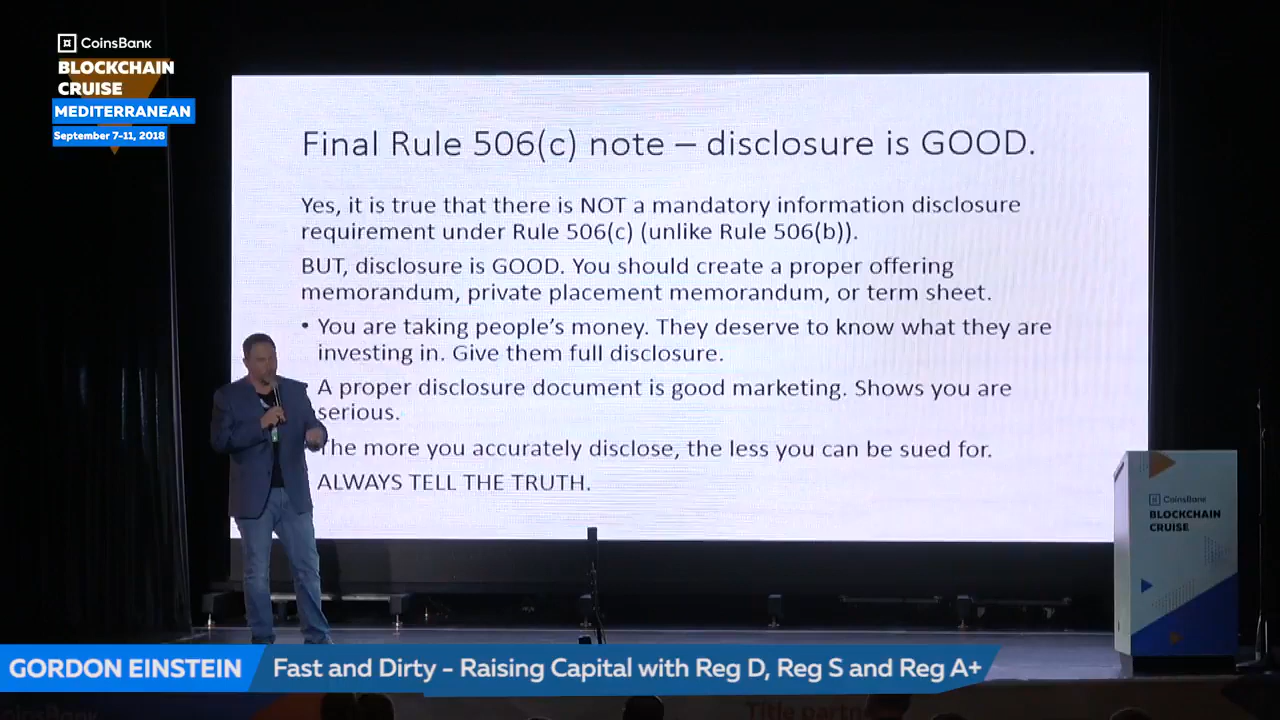 CoinsBank
BLOCKCHAIN
CRUISE
MEDITERRANEAN
September 7-11, 2018
Final Rule 506(c) note – disclosure is GOOD.
Yes, it is true that there is NOT a mandatory information disclosure
requirement under Rule 506(c) (unlike Rule 506(b)).
BUT, disclosure is GOOD. You should create a proper offering
memorandum, private placement memorandum, or term sheet.
• You are taking people's money. They deserve to know what they are
investing in. Give them full disclosure.
A proper disclosure document is good marketing. Shows you are
serious.
The more you accurately disclose, the less you can be sued for.
ALWAYS TELL THE TRUTH.
CoinsBank
BLOCKCHAIN
CRUISE
GORDON EINSTEIN
Fast and Dirty - Raising Capital with Reg D, Reg S and Reg A+
CoinsBank
Title